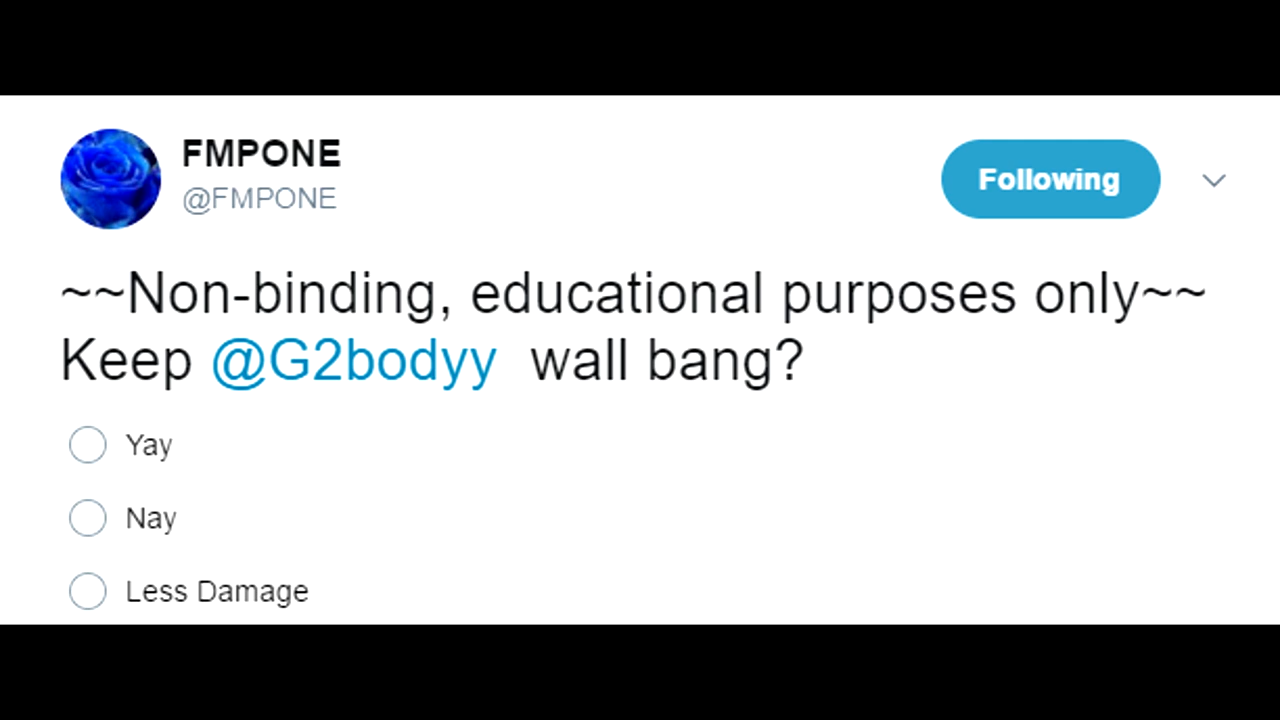 FMPONE
@FMPONE
Following
~~Non-binding, educational purposes only~~
Keep @G2bodyy wall bang?
Yay
Nay
Less Damage